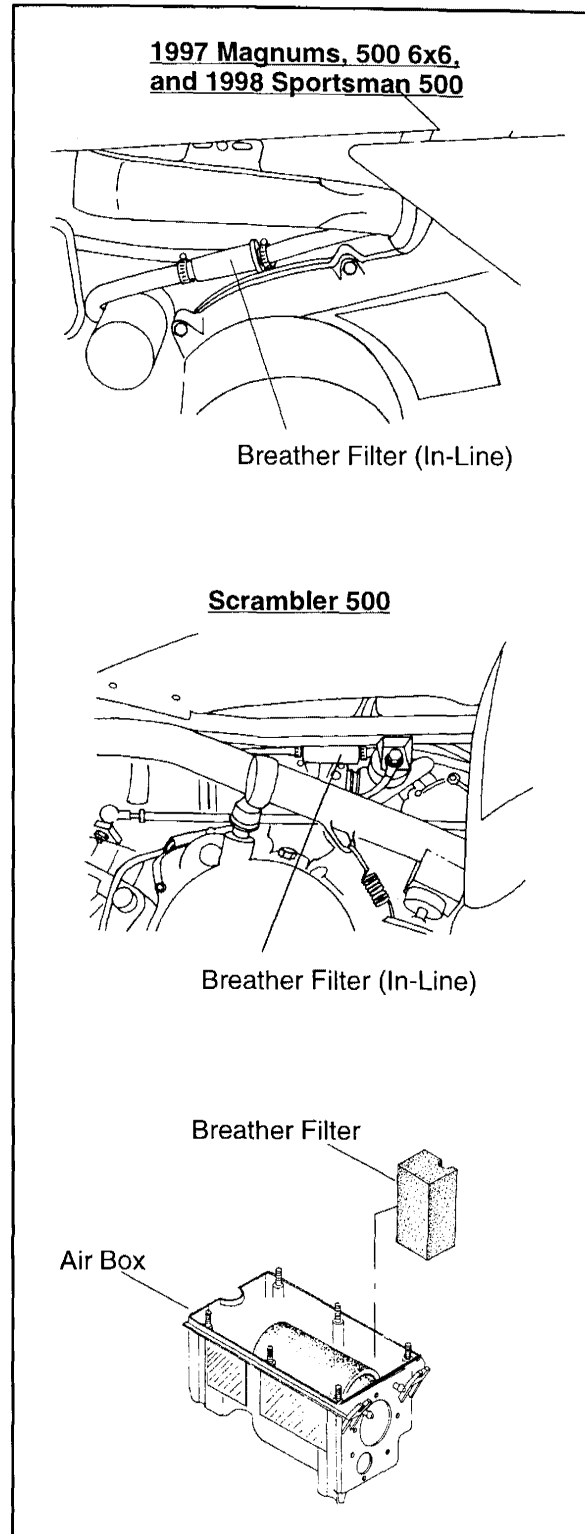 1997 Magnums, 500 6x6,
and 1998 Sportsman 500
Breather Filter (In-Line)
Scrambler 500
Breather Filter (In-Line)
Breather Filter
Air Box